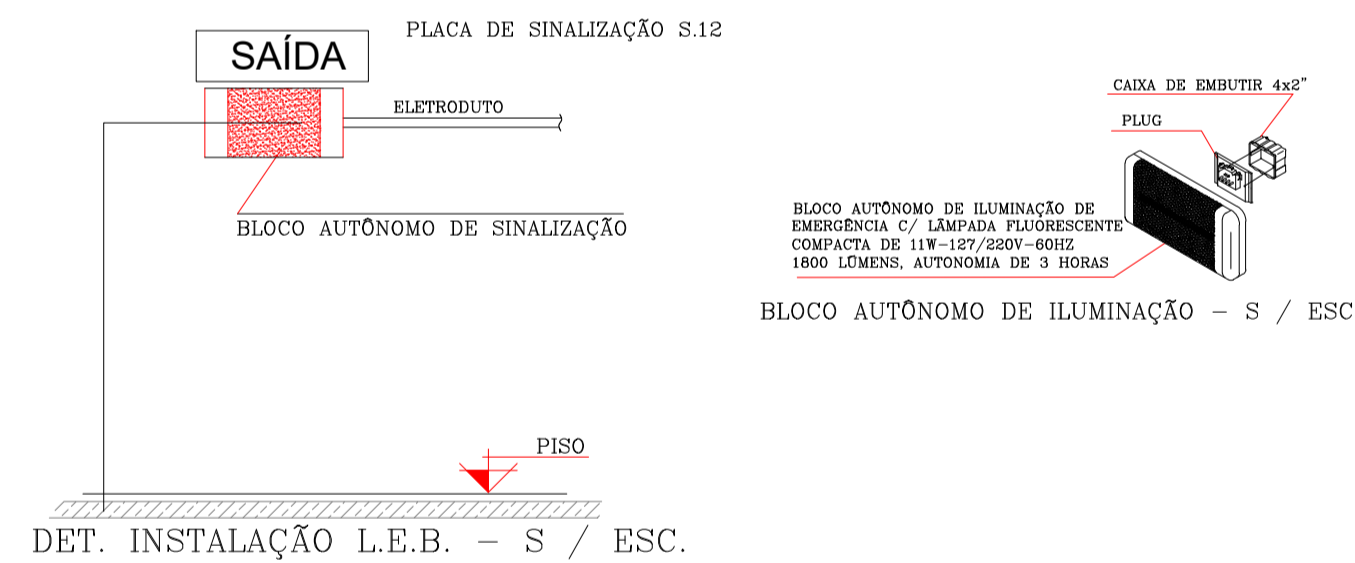 PLACA DE SINALIZAÇÃO S.12
SAÍDA
ELETRODUTO
BLOCO AUTÔNOMO DE SINALIZAÇÃO
PISO
DET. INSTALAÇÃO L.E.B. – S / ESC.
CAIXA DE EMBUTIR 4x2"
PLUG
BLOCO AUTÔNOMO DE ILUMINAÇÃO DE
EMERGÊNCIA C/ LÂMPADA FLUORESCENTE
COMPACTA DE 11W–127/220V–60HZ
1800 LÚMENS, AUTONOMIA DE 3 HORAS
BLOCO AUTÔNOMO DE ILUMINAÇÃO – S / ESC